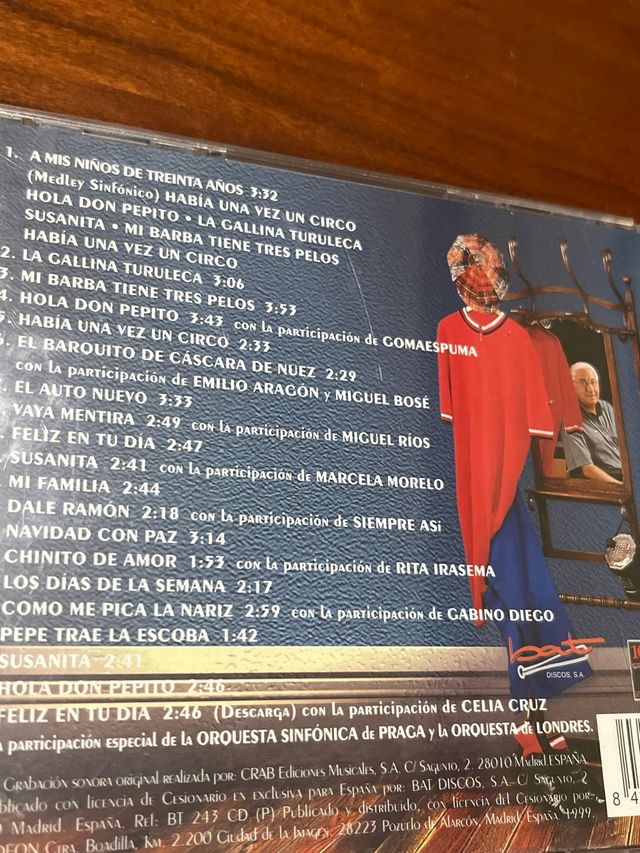 1. A MIS NIÑOS DE TREINTA AÑOS 3:32
(Medley Sinfónico) HABÍA UNA VEZ UN CIRCO
HOLA DON PEPITO • LA GALLINA TURULECA
SUSANITA • MI BARBA TIENE TRES PELOS
HABÍA UNA VEZ UN CIRCO
2. LA GALLINA TURULECA 3:06
3. MI BARBA TIENE TRES PELOS 3:53
4. HOLA DON PEPITO 3:43 con la participación de GOMAESPUMA
5. HABÍA UNA VEZ UN CIRCO 2:33
EL BARQUITO DE CÁSCARA DE NUEZ 2:29
con la participación de EMILIO ARAGÓN y MIGUEL BOSÉ
EL AUTO NUEVO 3:33
VAYA MENTIRA 2:49 con la participación de MIGUEL RÍOS
FELIZ EN TU DÍA 2:47
SUSANITA 2:41 con la participación de MARCELA MORELO
MI FAMILIA 2:44
DALE RAMÓN 2:18 con la participación de SIEMPRE ASÍ
NAVIDAD CON PAZ 3:14
CHINITO DE AMOR 1:53 con la participación de RITA IRASEMA
LOS DÍAS DE LA SEMANA 2:17
COMO ME PICA LA NARIZ 2:59 con la participación de GABINO DIEGO
PEPE TRAE LA ESCOBA 1:42
SUSANITA 2:41
HOLA DON PEPITO 2:46
FELIZ EN TU DÍA 2:46 (Descarga) con la participación de CELIA CRUZ
participación especial de la ORQUESTA SINFÓNICA de PRAGA y la ORQUESTA de LONDRES.
bat
DISCOS, S.A.
Grabación sonora original realizada por: CRAB Ediciones Musicales, S.A. C/ Sagunto, 2. 28010 Madrid ESPAÑA.
con licencia de Cesionario en exclusiva para España por: BAT DISCOS, S.A. C/ Sagunto, 2.
Madrid. España. Ref: BT 243 CD (P) Publicado y distribuido, con licencia del Cesionario por:
Cira. Boadilla, Km. 2.200 Ciudad de la Imagen. 28223 Pozuelo de Alarcón, Madrid. España 1999.
8